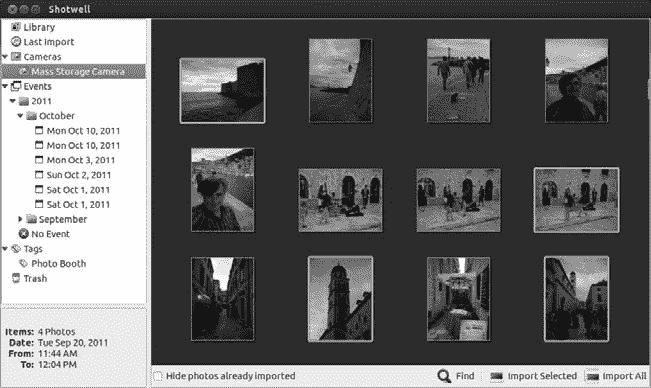 Shotwell
Library
Last Import
Cameras
Mass Storage Camera
Events
2011
October
Mon Oct 10, 2011
Mon Oct 10, 2011
Mon Oct 3, 2011
Sun Oct 2, 2011
Sat Oct 1, 2011
Sat Oct 1, 2011
September
No Event
Tags
Photo Booth
Trash
Items: 4 Photos
Date: Tue Sep 20, 2011
From: 11:44 AM
To: 12:04 PM
Hide photos already imported
Find
Import Selected
Import All